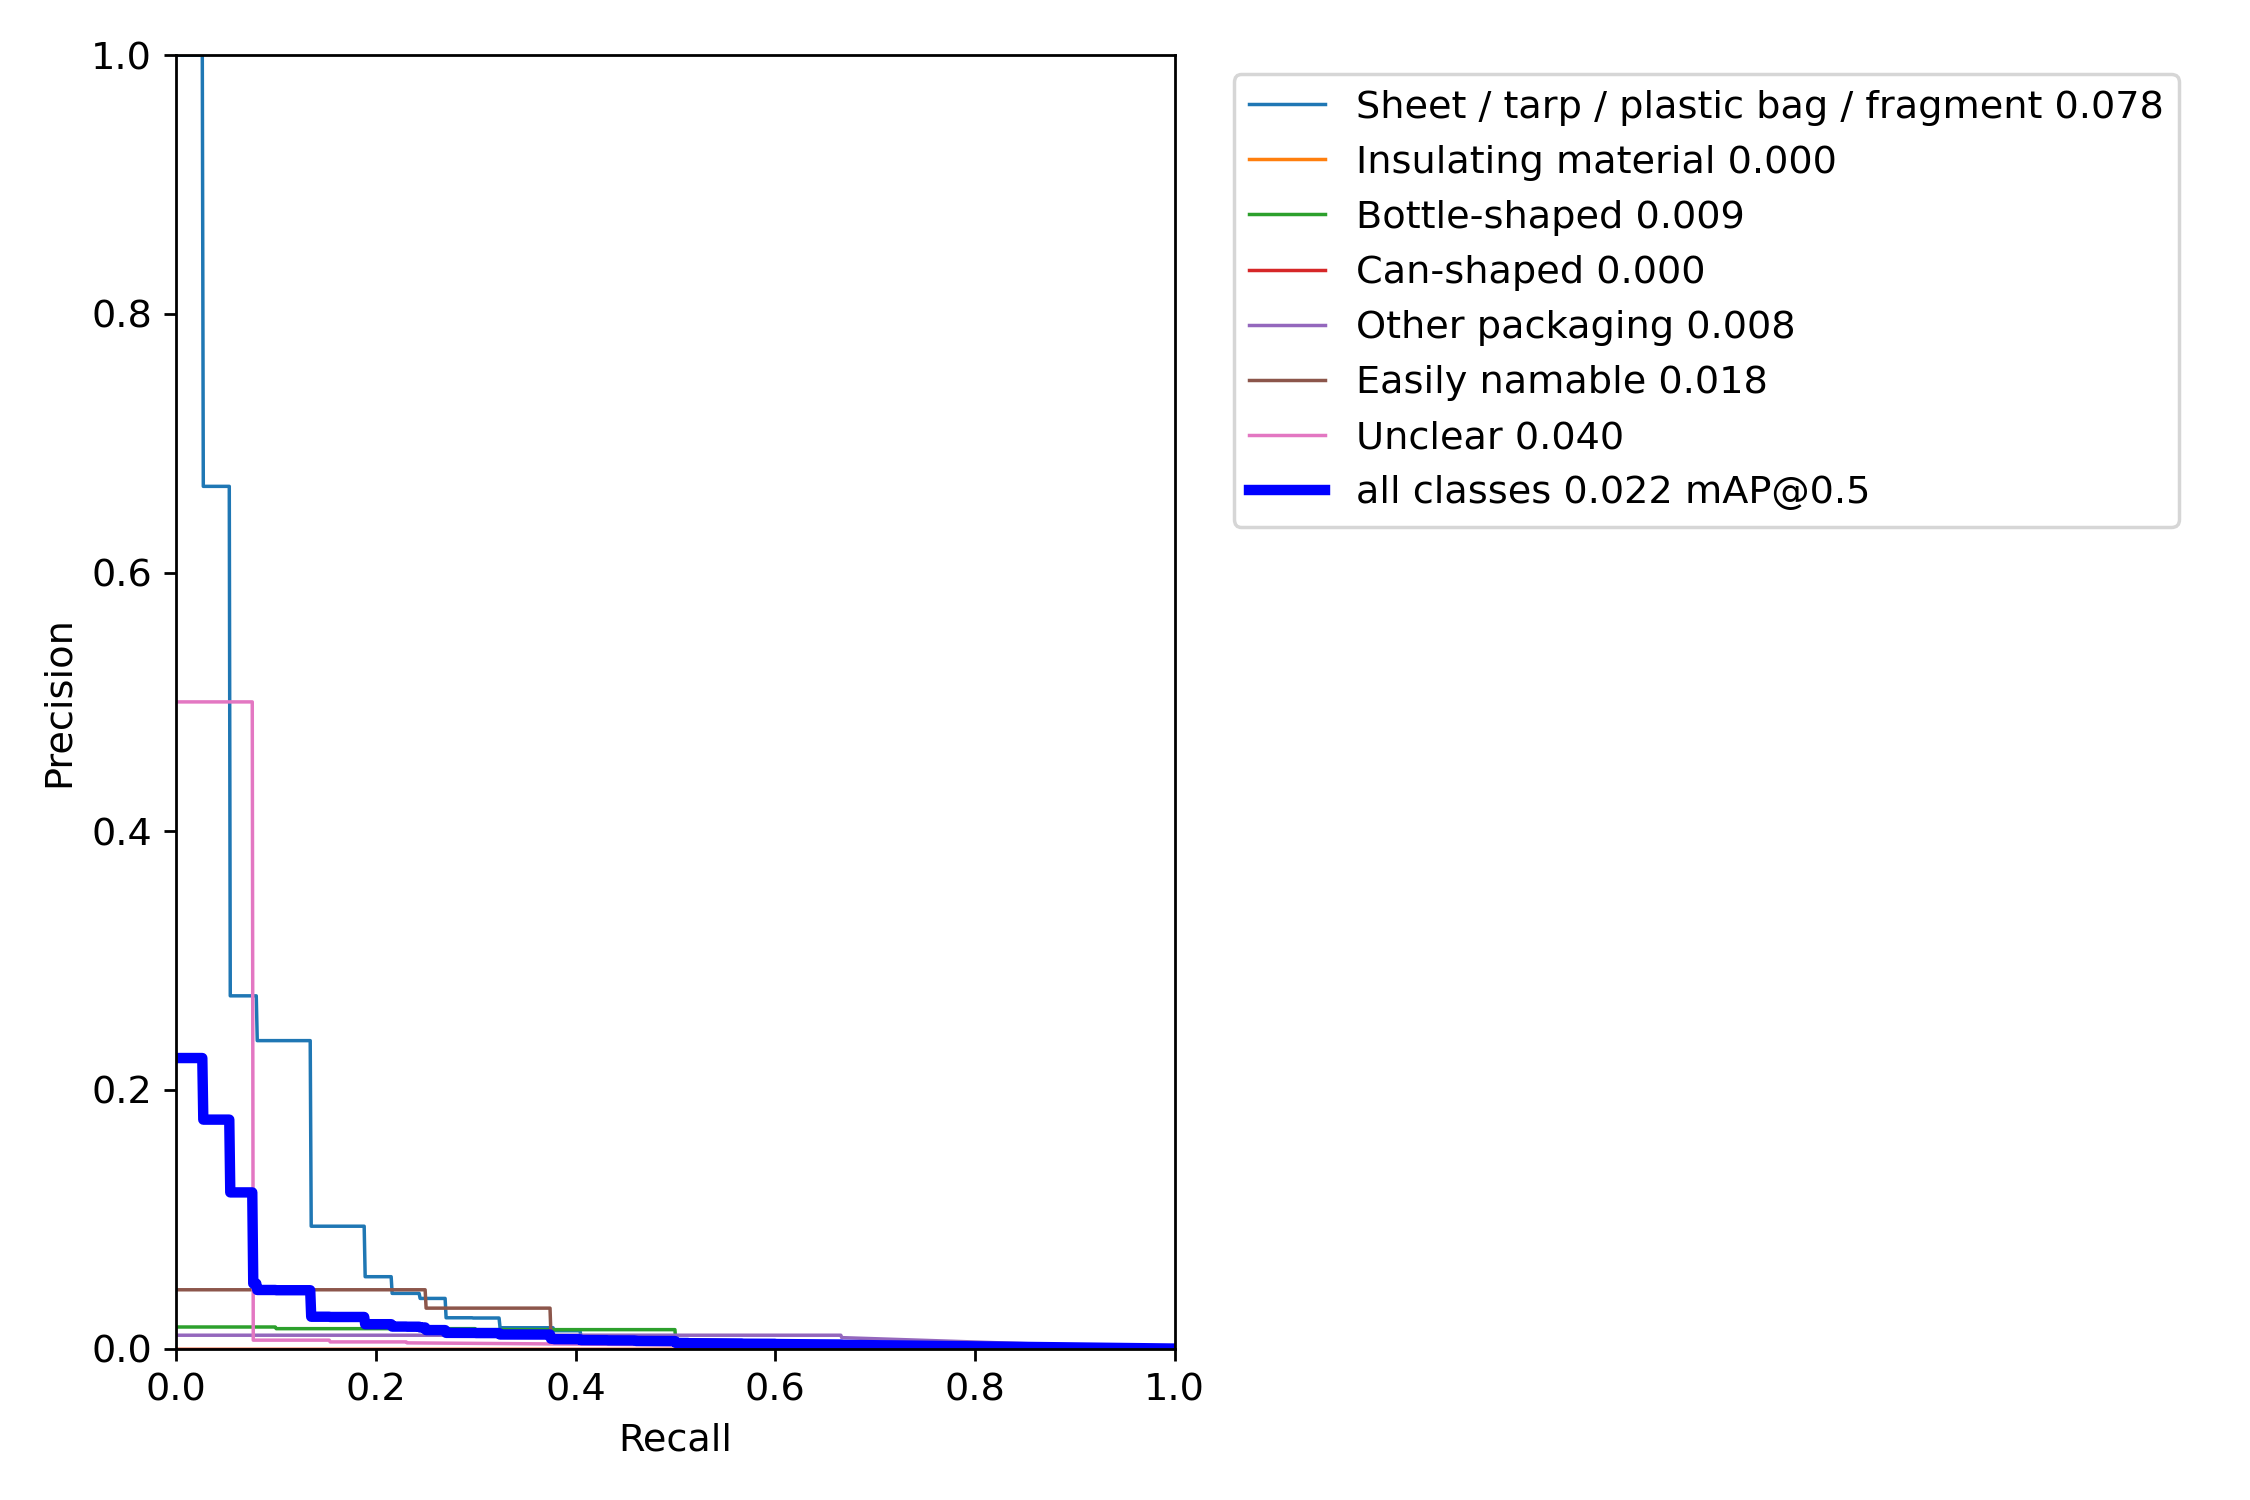 1.0
0.8
0.6
0.4
0.2
0.0
Precision
0.0 0.2 0.4 0.6 0.8 1.0
Recall
Sheet / tarp / plastic bag / fragment 0.078
Insulating material 0.000
Bottle-shaped 0.009
Can-shaped 0.000
Other packaging 0.008
Easily namable 0.018
Unclear 0.040
all classes 0.022 mAP@0.5